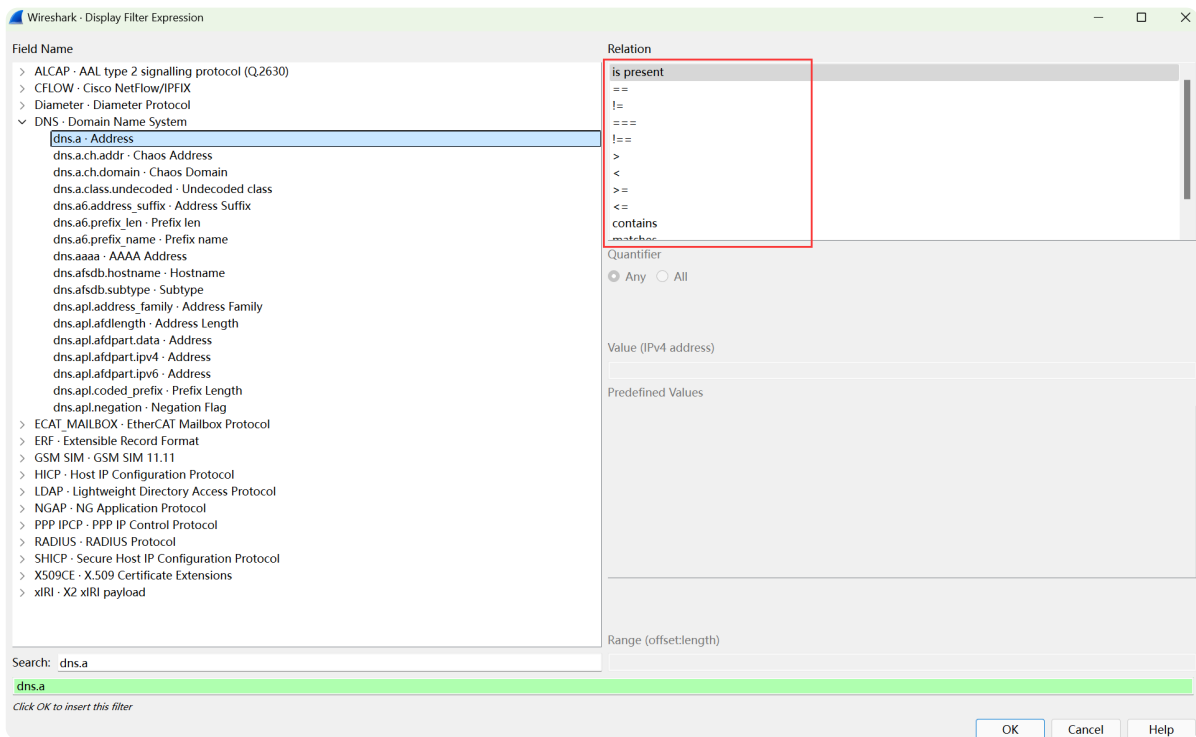 Wireshark · Display Filter Expression
Field Name
ALCAP · AAL type 2 signalling protocol (Q.2630)
CFLOW · Cisco NetFlow/IPFIX
Diameter · Diameter Protocol
DNS · Domain Name System
dns.a · Address
dns.a.ch.addr · Chaos Address
dns.a.ch.domain · Chaos Domain
dns.a.class.undecoded · Undecoded class
dns.a6.address_suffix · Address Suffix
dns.a6.prefix_len · Prefix len
dns.a6.prefix_name · Prefix name
dns.aaaa · AAAA Address
dns.afsdb.hostname · Hostname
dns.afsdb.subtype · Subtype
dns.apl.address_family · Address Family
dns.apl.afdlength · Address Length
dns.apl.afdpart.data · Address
dns.apl.afdpart.ipv4 · Address
dns.apl.afdpart.ipv6 · Address
dns.apl.coded_prefix · Prefix Length
dns.apl.negation · Negation Flag
ECAT_MAILBOX · EtherCAT Mailbox Protocol
ERF · Extensible Record Format
GSM SIM · GSM SIM 11.11
HICP · Host IP Configuration Protocol
LDAP · Lightweight Directory Access Protocol
NGAP · NG Application Protocol
PPP IPCP · PPP IP Control Protocol
RADIUS · RADIUS Protocol
SHICP · Secure Host IP Configuration Protocol
X509CE · X.509 Certificate Extensions
xIRI · X2 xIRI payload
Search: dns.a
Relation
is present
==
!=
===
!==
>
<
>=
<=
contains
matches
Quantifier
Any All
Value (IPv4 address)
Predefined Values
Range (offset:length)
dns.a
Click OK to insert this filter
OK Cancel Help